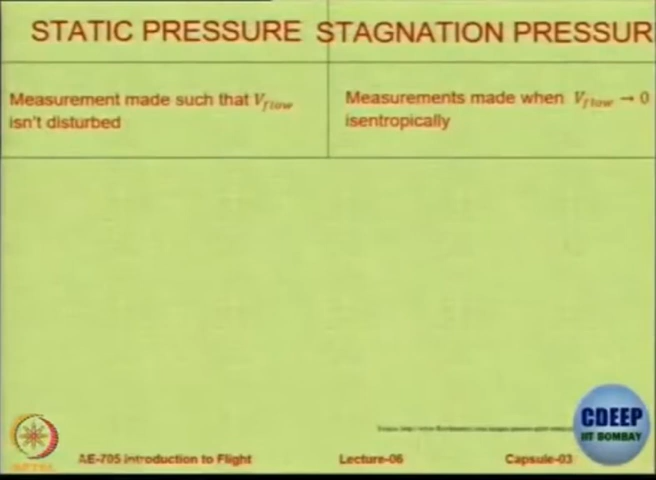 STATIC PRESSURE
STAGNATION PRESSUR
Measurement made such that V_flow
isn't disturbed
Measurements made when V_flow → 0
isentropically
CDEEP
IIT BOMBAY
AE-705 Introduction to Flight
Lecture-06
Capsule-03